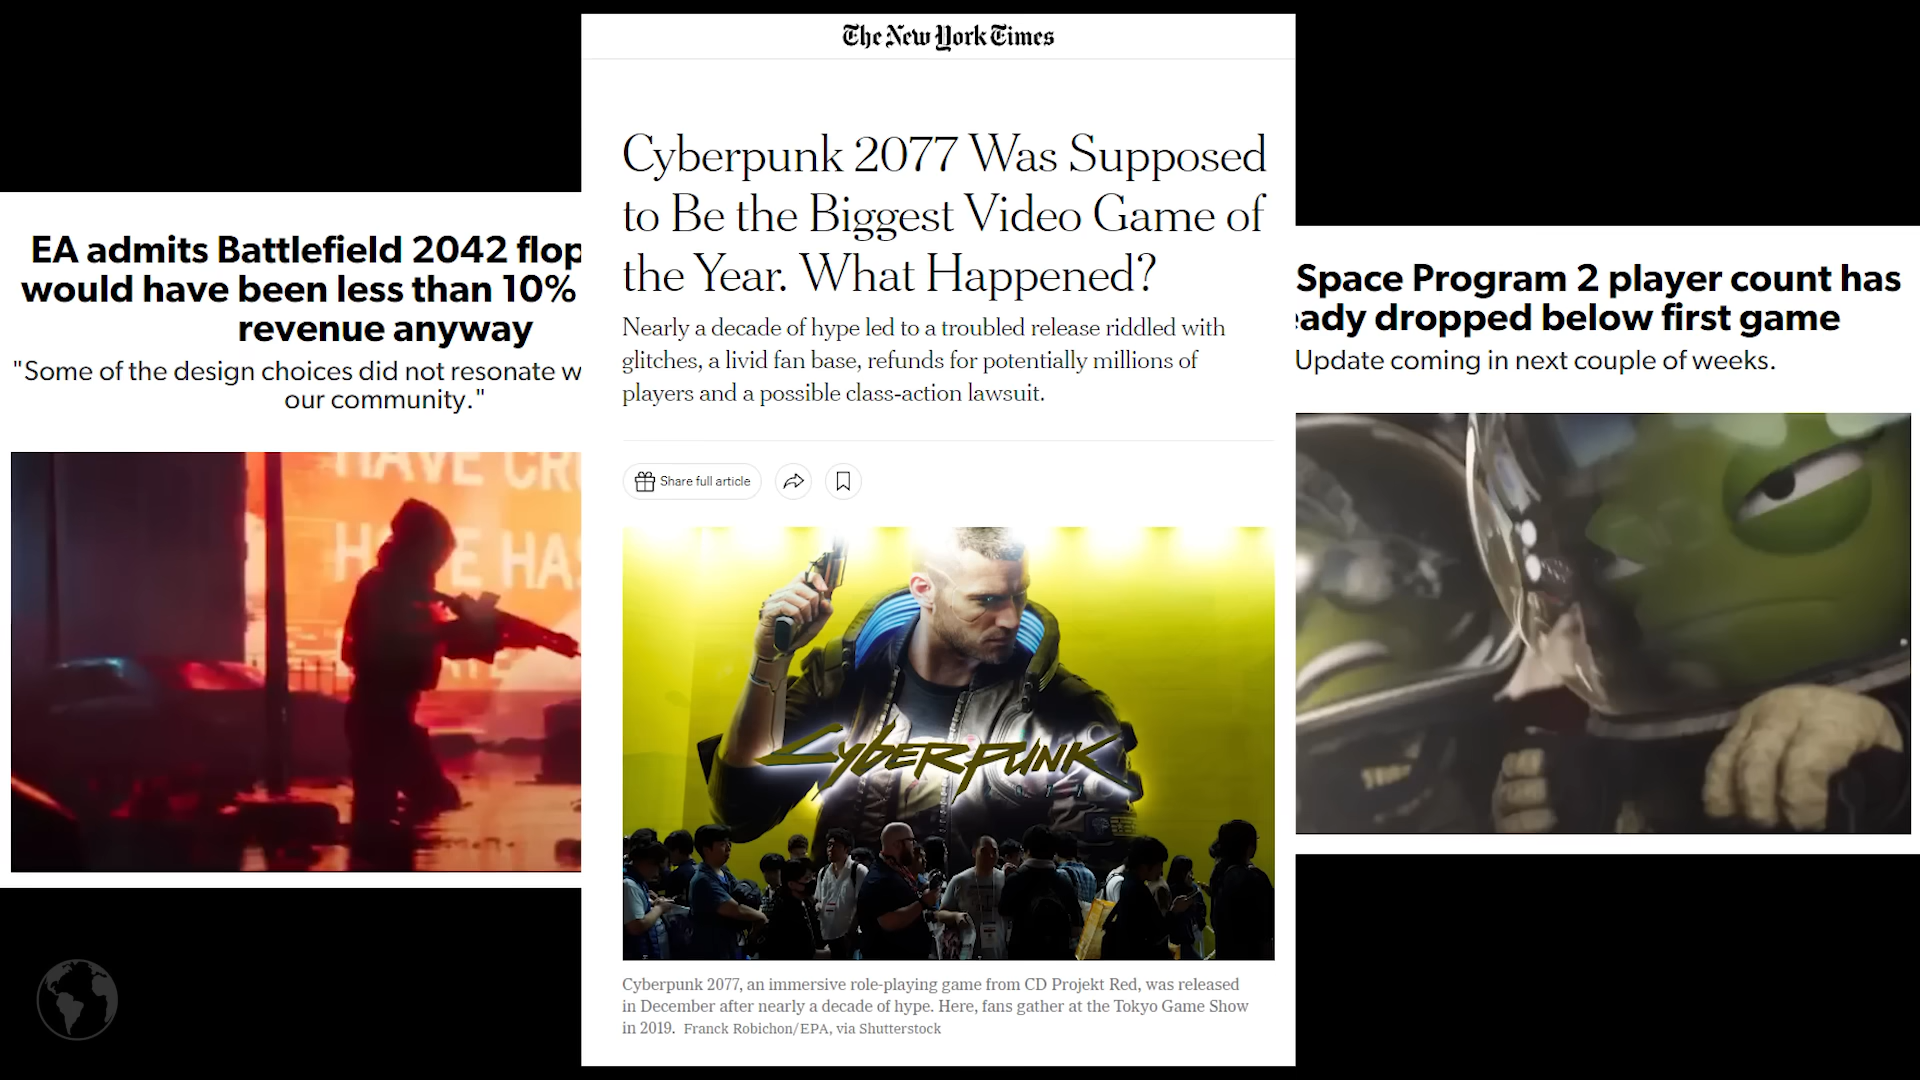 The New York Times
Cyberpunk 2077 Was Supposed
to Be the Biggest Video Game of
the Year. What Happened?
Nearly a decade of hype led to a troubled release riddled with
glitches, a livid fan base, refunds for potentially millions of
players and a possible class-action lawsuit.
Share full article
CYBERPUNK
Cyberpunk 2077, an immersive role-playing game from CD Projekt Red, was released
in December after nearly a decade of hype. Here, fans gather at the Tokyo Game Show
in 2019. Franck Robichon/EPA, via Shutterstock
EA admits Battlefield 2042 flop
would have been less than 10%
revenue anyway
"Some of the design choices did not resonate w
our community."
HAVE CR
HAVE HAS
Space Program 2 player count has
eady dropped below first game
Update coming in next couple of weeks.